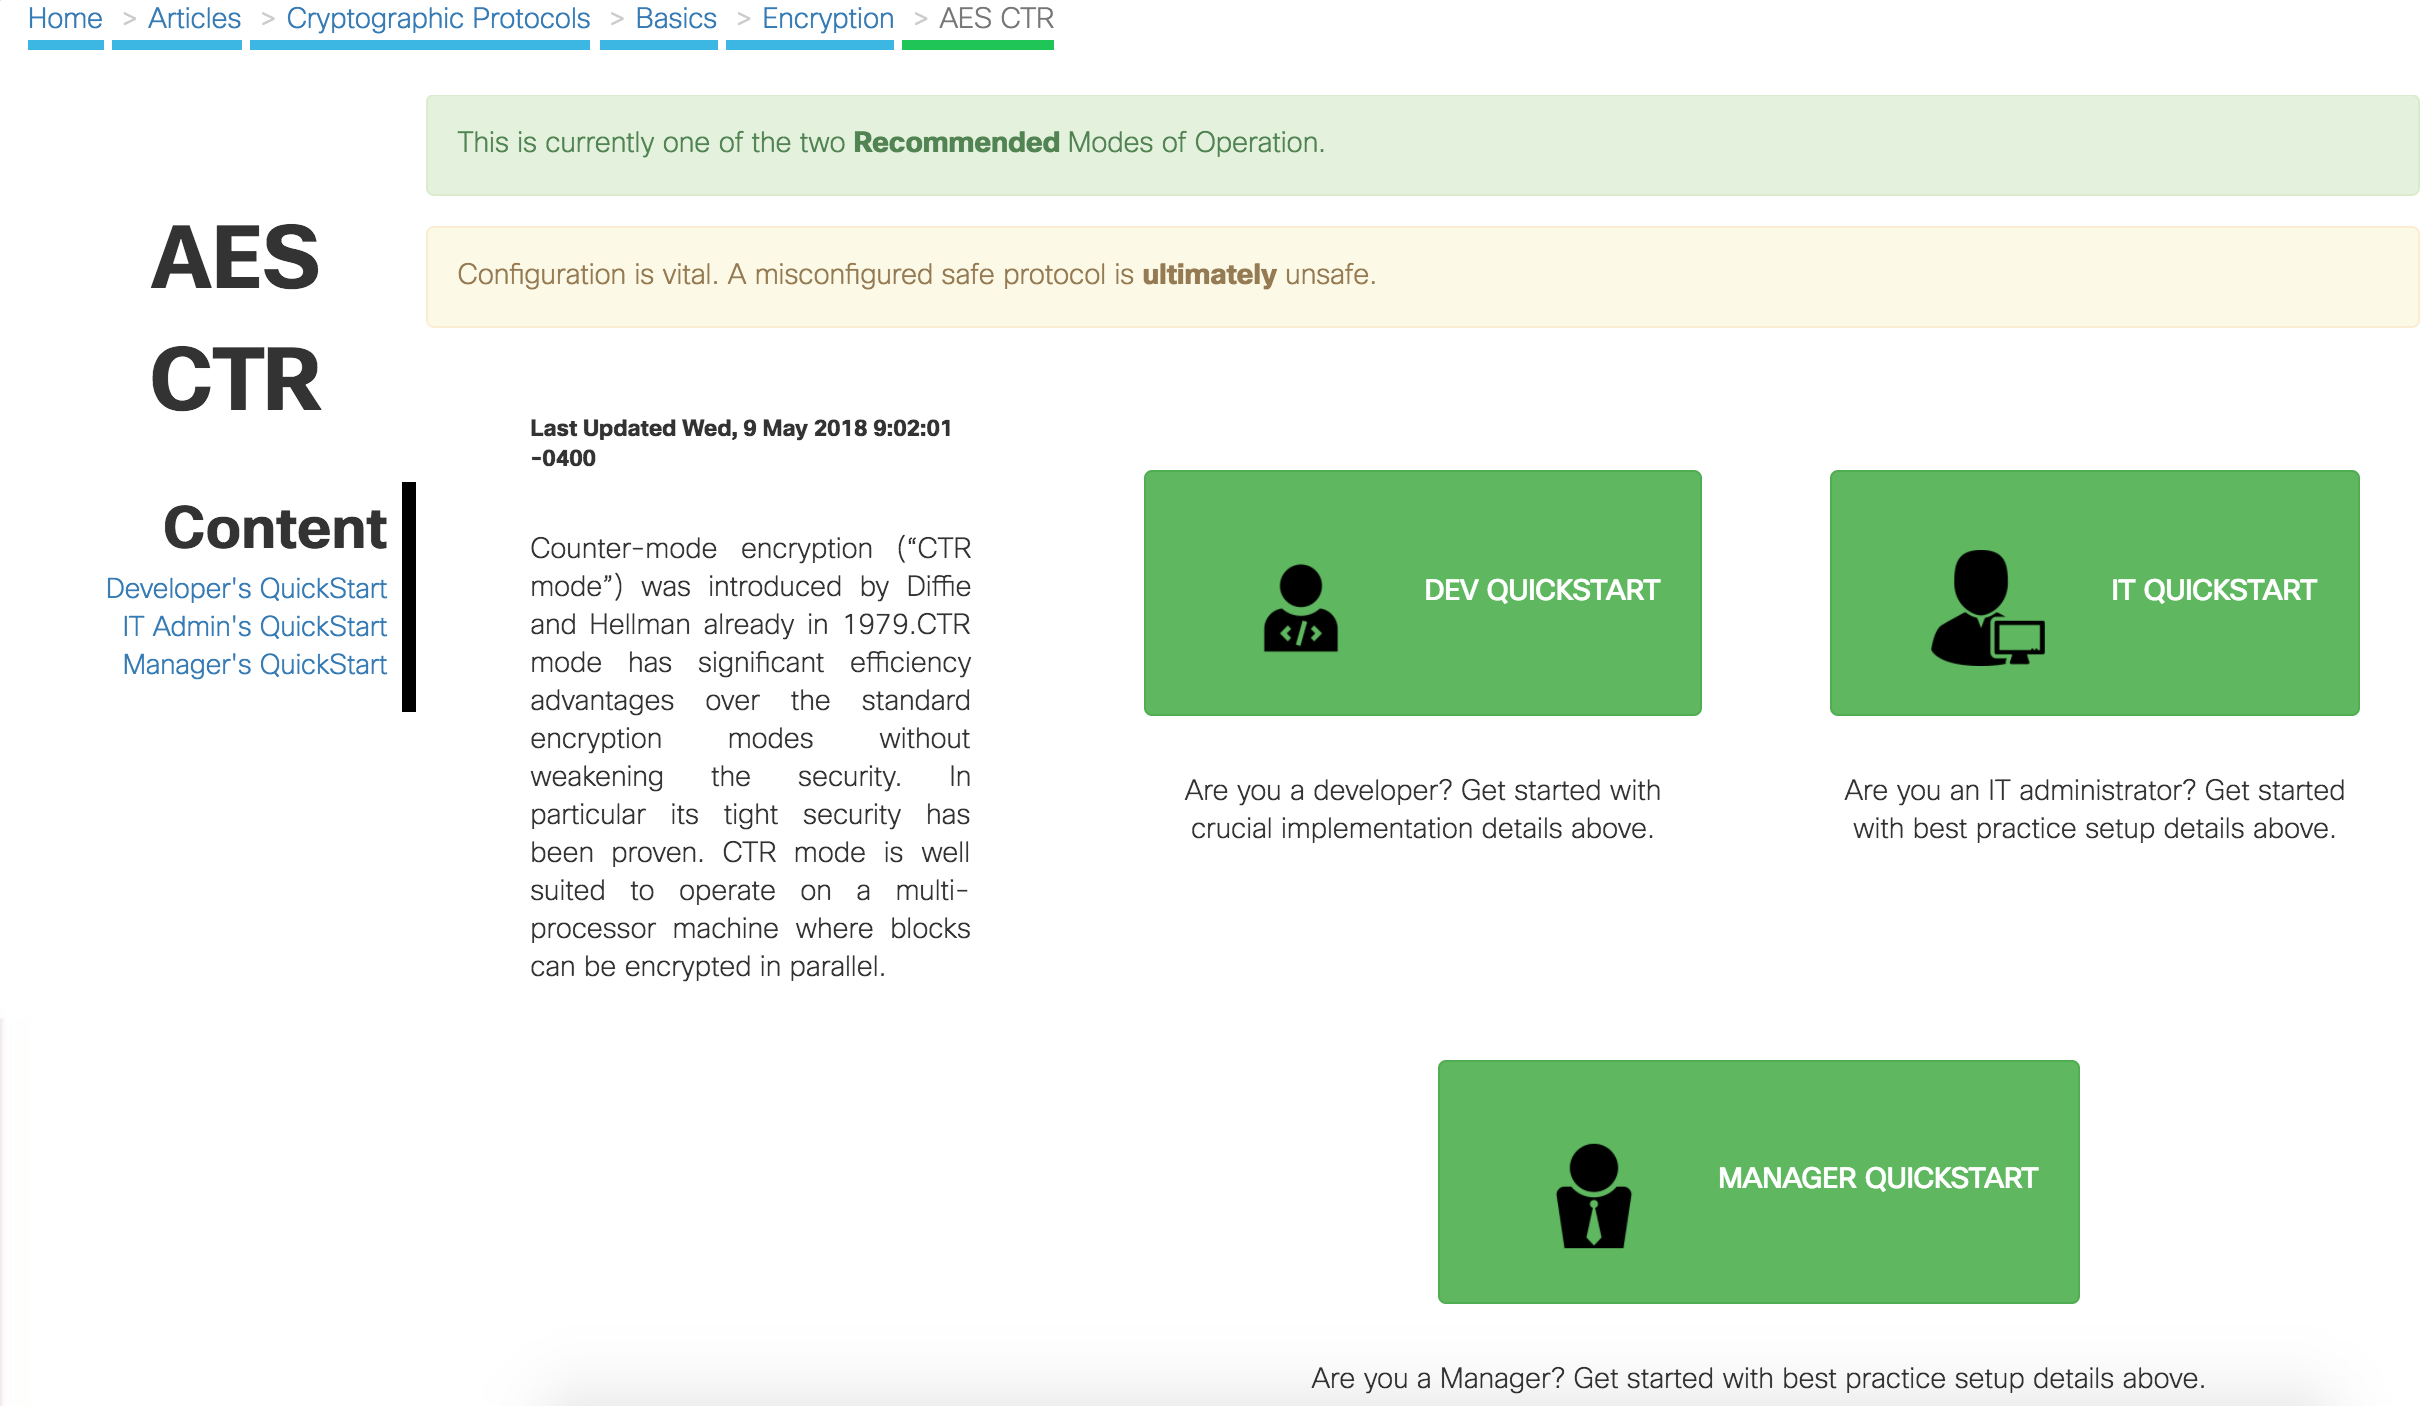 Home > Articles > Cryptographic Protocols > Basics > Encryption > AES CTR
This is currently one of the two Recommended Modes of Operation.
Configuration is vital. A misconfigured safe protocol is ultimately unsafe.
AES
CTR
Content
Developer's QuickStart
IT Admin's QuickStart
Manager's QuickStart
Last Updated Wed, 9 May 2018 9:02:01
-0400
Counter-mode encryption (“CTR
mode”) was introduced by Diffie
and Hellman already in 1979.CTR
mode has significant efficiency
advantages over the standard
encryption modes without
weakening the security. In
particular its tight security has
been proven. CTR mode is well
suited to operate on a multi-
processor machine where blocks
can be encrypted in parallel.
</> DEV QUICKSTART
Are you a developer? Get started with
crucial implementation details above.
IT QUICKSTART
Are you an IT administrator? Get started
with best practice setup details above.
MANAGER QUICKSTART
Are you a Manager? Get started with best practice setup details above.